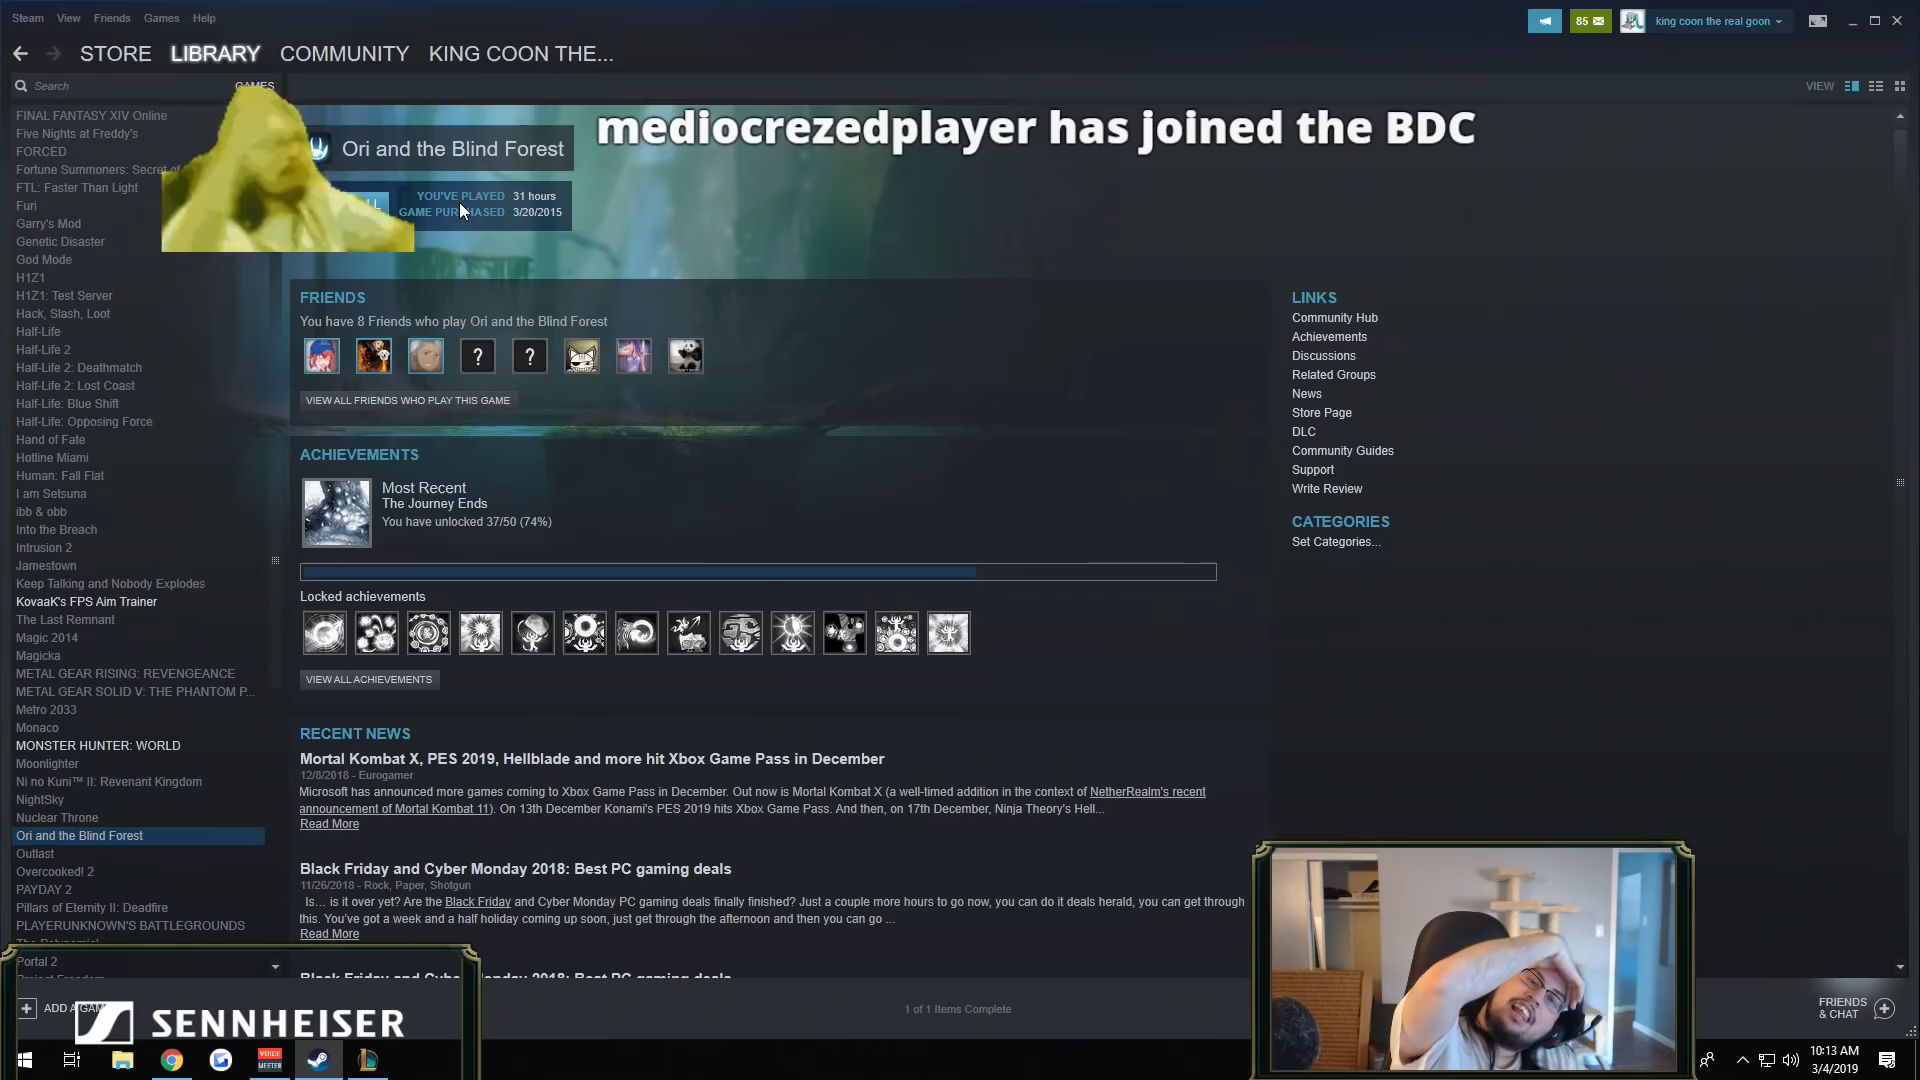 Steam View Friends Games Help
85
king coon the real goon
STORE LIBRARY COMMUNITY KING COON THE...
Search
GAMES
VIEW
FINAL FANTASY XIV Online
Five Nights at Freddy's
FORCED
Fortune Summoners: Secret of
FTL: Faster Than Light
Furi
Garry's Mod
Genetic Disaster
God Mode
H1Z1
H1Z1: Test Server
Hack, Slash, Loot
Half-Life
Half-Life 2
Half-Life 2: Deathmatch
Half-Life 2: Lost Coast
Half-Life: Blue Shift
Half-Life: Opposing Force
Hand of Fate
Hotline Miami
Human: Fall Flat
I am Setsuna
ibb & obb
Into the Breach
Intrusion 2
Jamestown
Keep Talking and Nobody Explodes
KovaaK's FPS Aim Trainer
The Last Remnant
Magic 2014
Magicka
METAL GEAR RISING: REVENGEANCE
METAL GEAR SOLID V: THE PHANTOM P...
Metro 2033
Monaco
MONSTER HUNTER: WORLD
Moonlighter
Ni no Kuni™ II: Revenant Kingdom
NightSky
Nuclear Throne
Ori and the Blind Forest
Outlast
Overcooked! 2
PAYDAY 2
Pillars of Eternity II: Deadfire
PLAYERUNKNOWN'S BATTLEGROUNDS
Portal 2
ADD A GAM
SENNHEISER
mediocrezedplayer has joined the BDC
Ori and the Blind Forest
YOU'VE PLAYED 31 hours
GAME PURCHASED 3/20/2015
FRIENDS
You have 8 Friends who play Ori and the Blind Forest
? ?
VIEW ALL FRIENDS WHO PLAY THIS GAME
ACHIEVEMENTS
Most Recent
The Journey Ends
You have unlocked 37/50 (74%)
Locked achievements
VIEW ALL ACHIEVEMENTS
RECENT NEWS
Mortal Kombat X, PES 2019, Hellblade and more hit Xbox Game Pass in December
12/8/2018 - Eurogamer
Microsoft has announced more games coming to Xbox Game Pass in December. Out now is Mortal Kombat X (a well-timed addition in the context of NetherRealm's recent
announcement of Mortal Kombat 11). On 13th December Konami's PES 2019 hits Xbox Game Pass. And then, on 17th December, Ninja Theory's Hell...
Read More
Black Friday and Cyber Monday 2018: Best PC gaming deals
11/26/2018 - Rock, Paper, Shotgun
Is… is it over yet? Are the Black Friday and Cyber Monday PC gaming deals finally finished? Just a couple more hours to go now, you can do it deals herald, you can get through
this. You've got a week and a half holiday coming up soon, just get through the afternoon and then you can go ...
Read More
LINKS
Community Hub
Achievements
Discussions
Related Groups
News
Store Page
DLC
Community Guides
Support
Write Review
CATEGORIES
Set Categories...
1 of 1 Items Complete
FRIENDS
& CHAT
VOICE
MEETER
10:13 AM
3/4/2019